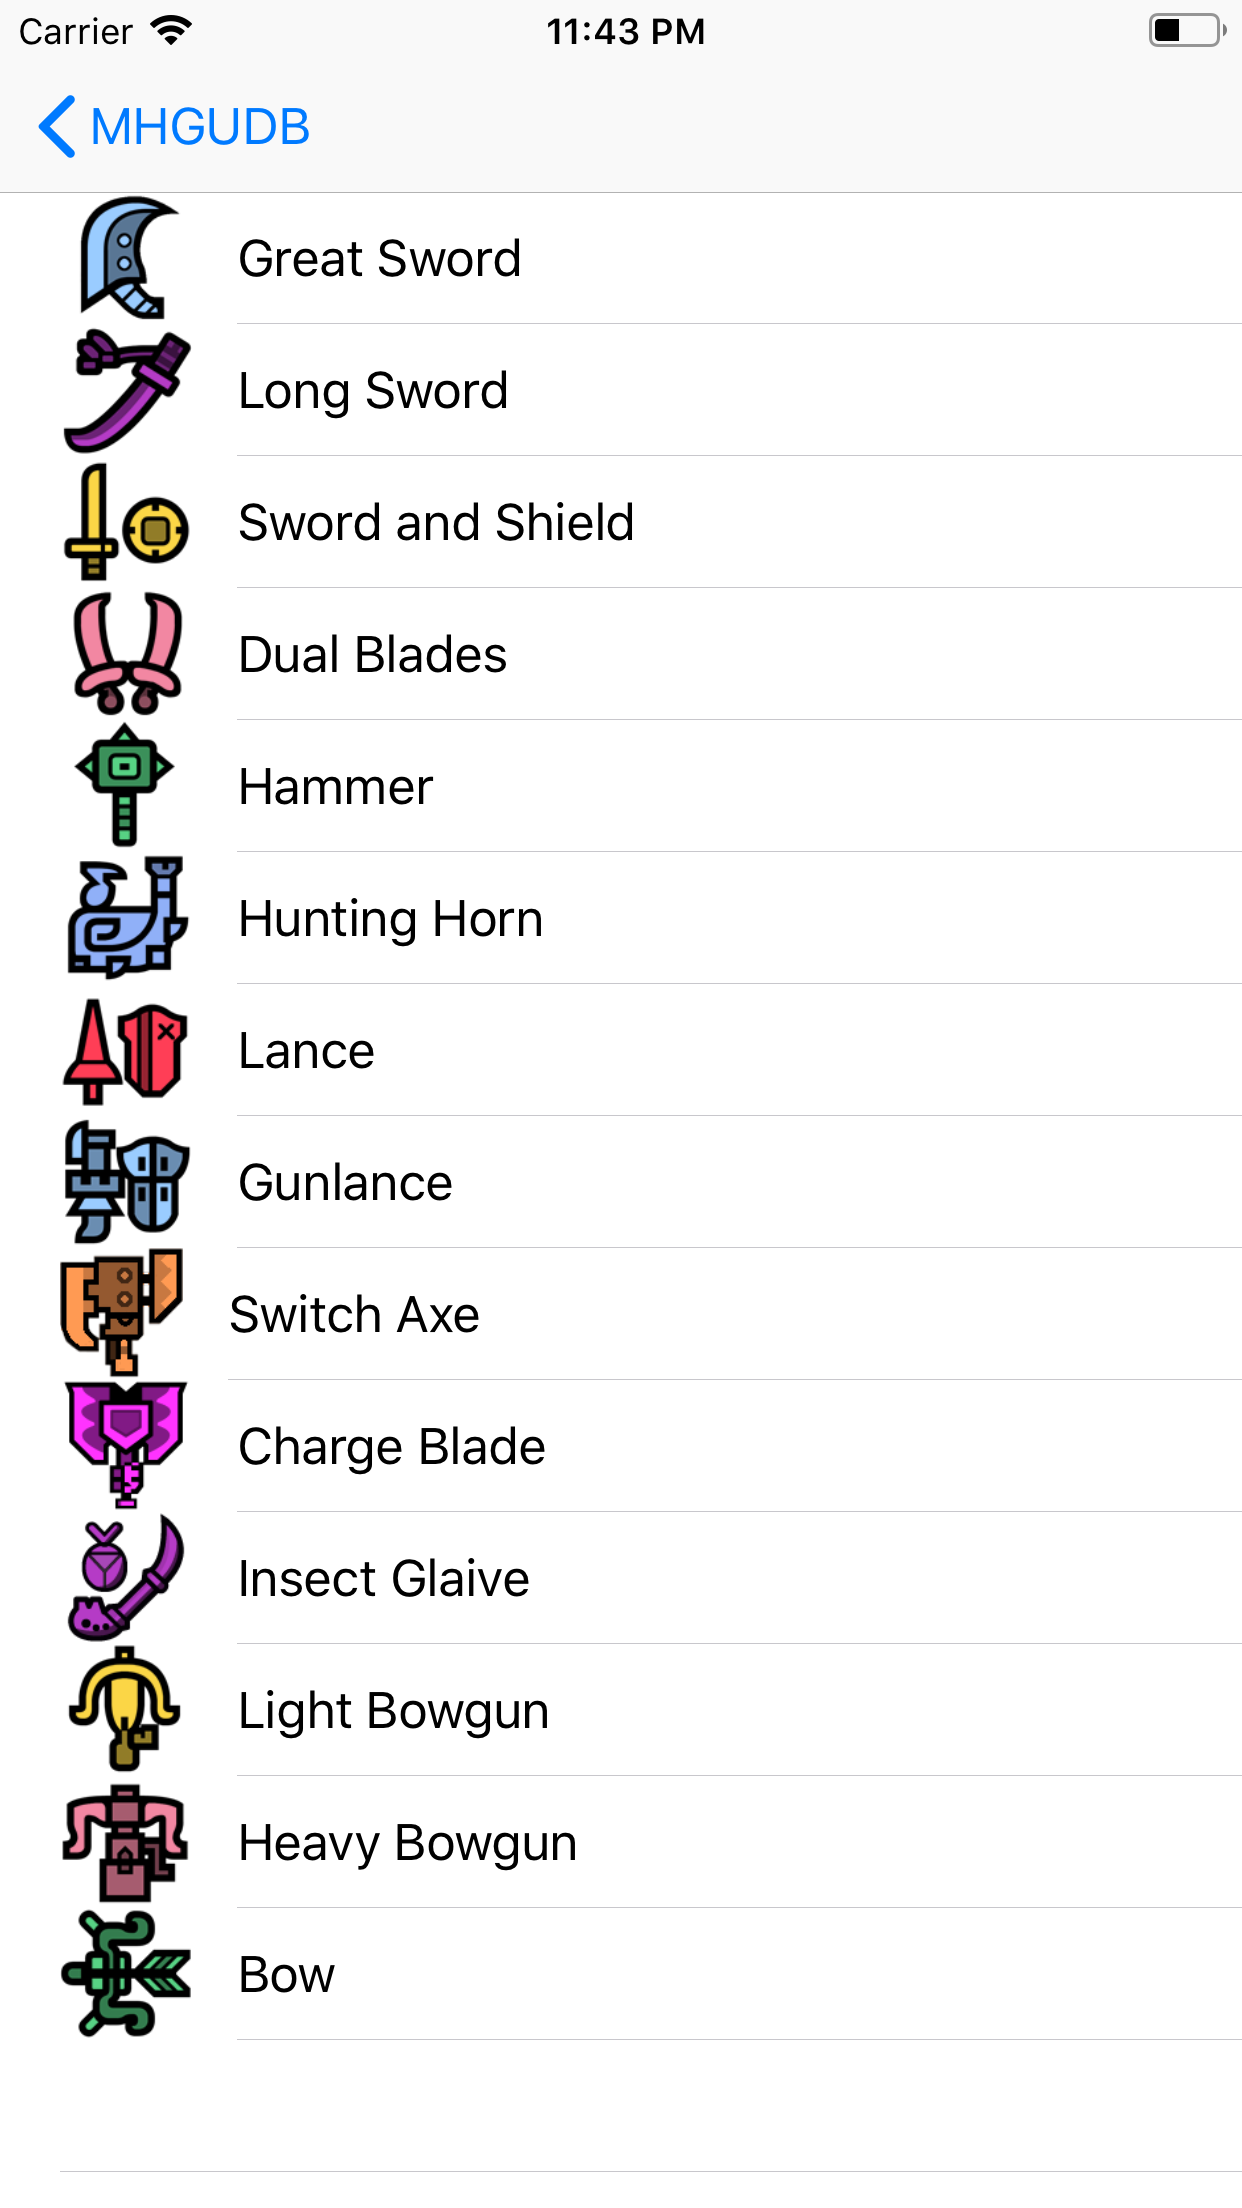 Carrier 11:43 PM
MHGUDB
Great Sword
Long Sword
Sword and Shield
Dual Blades
Hammer
Hunting Horn
Lance
Gunlance
Switch Axe
Charge Blade
Insect Glaive
Light Bowgun
Heavy Bowgun
Bow